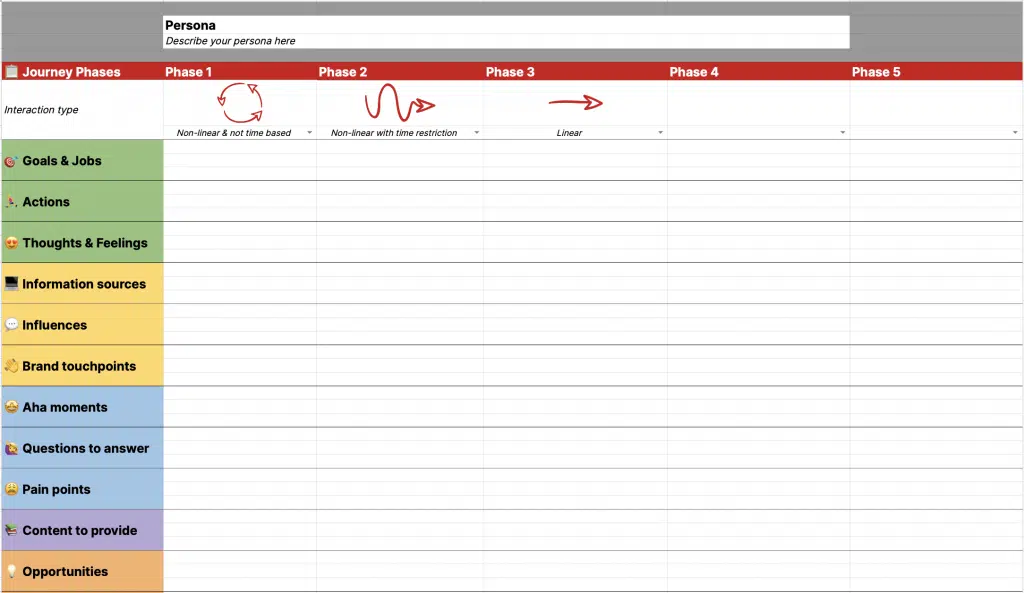 Persona
Describe your persona here
Journey Phases Phase 1 Phase 2 Phase 3 Phase 4 Phase 5
Interaction type
Non-linear & not time based Non-linear with time restriction Linear
Goals & Jobs
Actions
Thoughts & Feelings
Information sources
Influences
Brand touchpoints
Aha moments
Questions to answer
Pain points
Content to provide
Opportunities